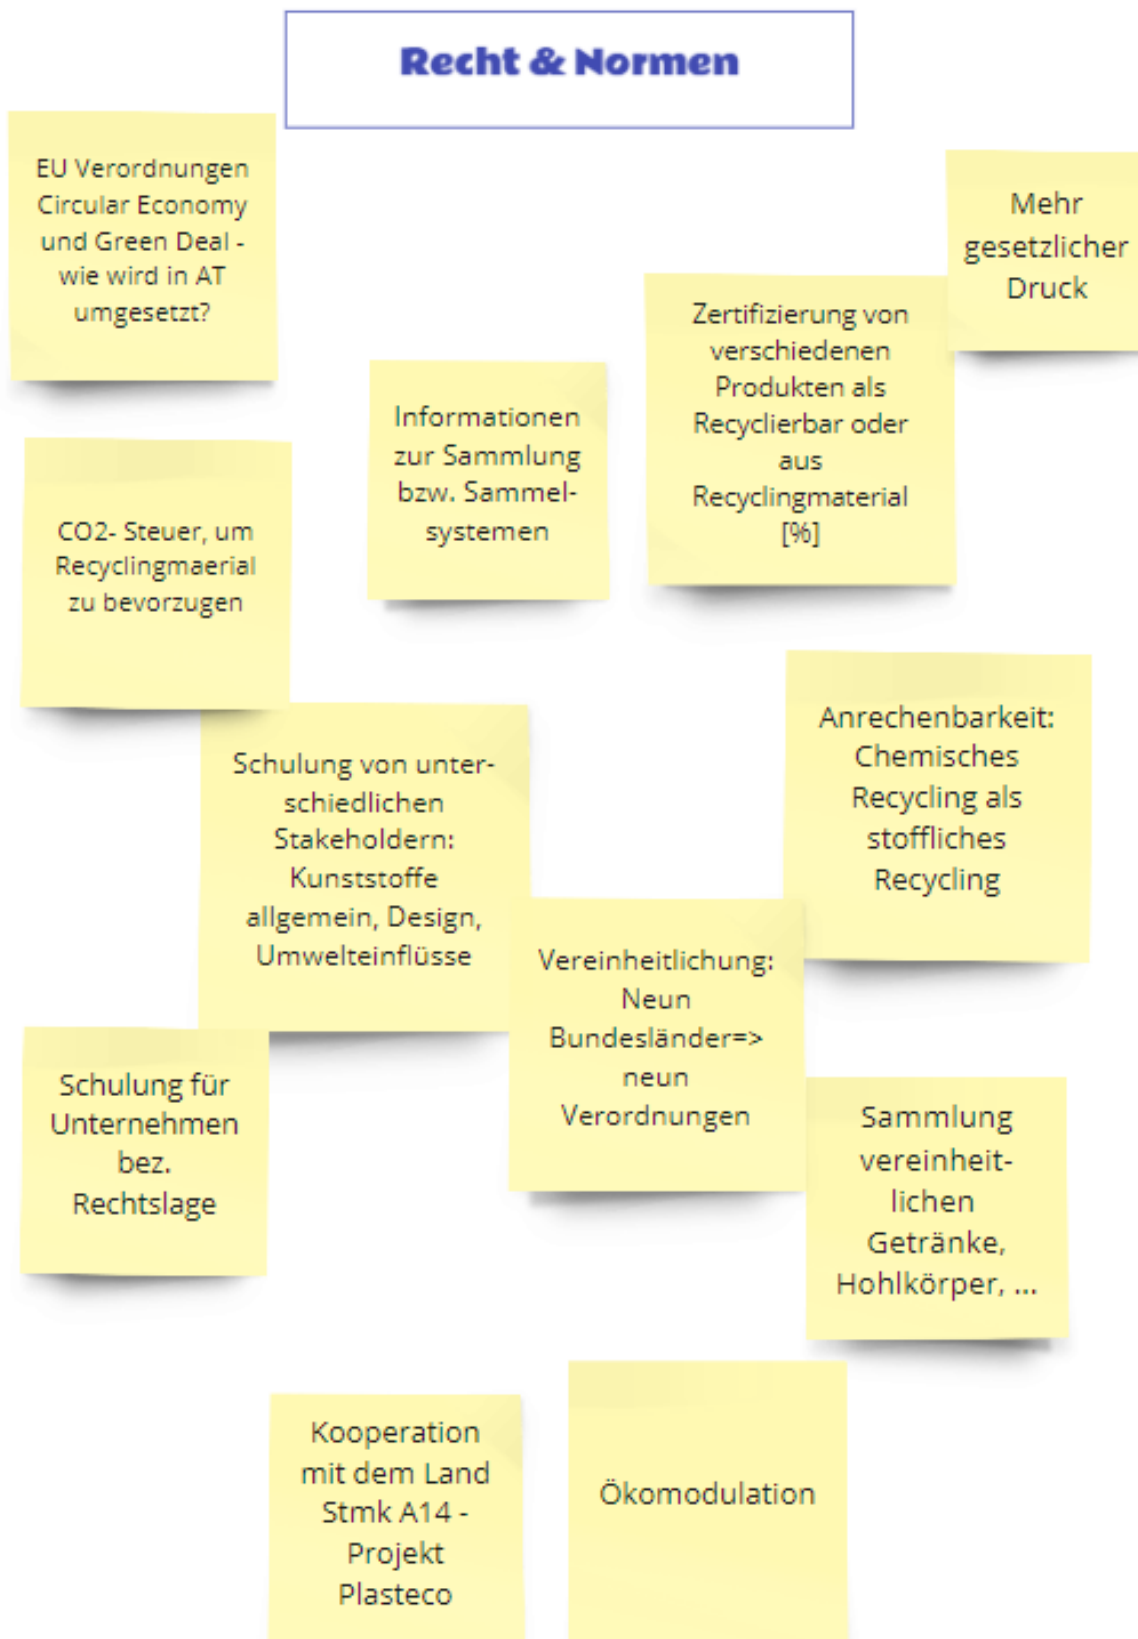 Recht & Normen
EU Verordnungen
Circular Economy
und Green Deal -
wie wird in AT
umgesetzt?
Mehr
gesetzlicher
Druck
Zertifizierung von
verschiedenen
Produkten als
Recyclierbar oder
aus
Recyclingmaterial
[%]
Informationen
zur Sammlung
bzw. Sammel-
systemen
CO2- Steuer, um
Recyclingmaerial
zu bevorzugen
Anrechenbarkeit:
Chemisches
Recycling als
stoffliches
Recycling
Schulung von unter-
schiedlichen
Stakeholdern:
Kunststoffe
allgemein, Design,
Umwelteinflüsse
Vereinheitlichung:
Neun
Bundesländer=>
neun
Verordnungen
Schulung für
Unternehmen
bez.
Rechtslage
Sammlung
vereinheit-
lichen
Getränke,
Hohlkörper, ...
Kooperation
mit dem Land
Stmk A14 -
Projekt
Plasteco
Ökomodulation